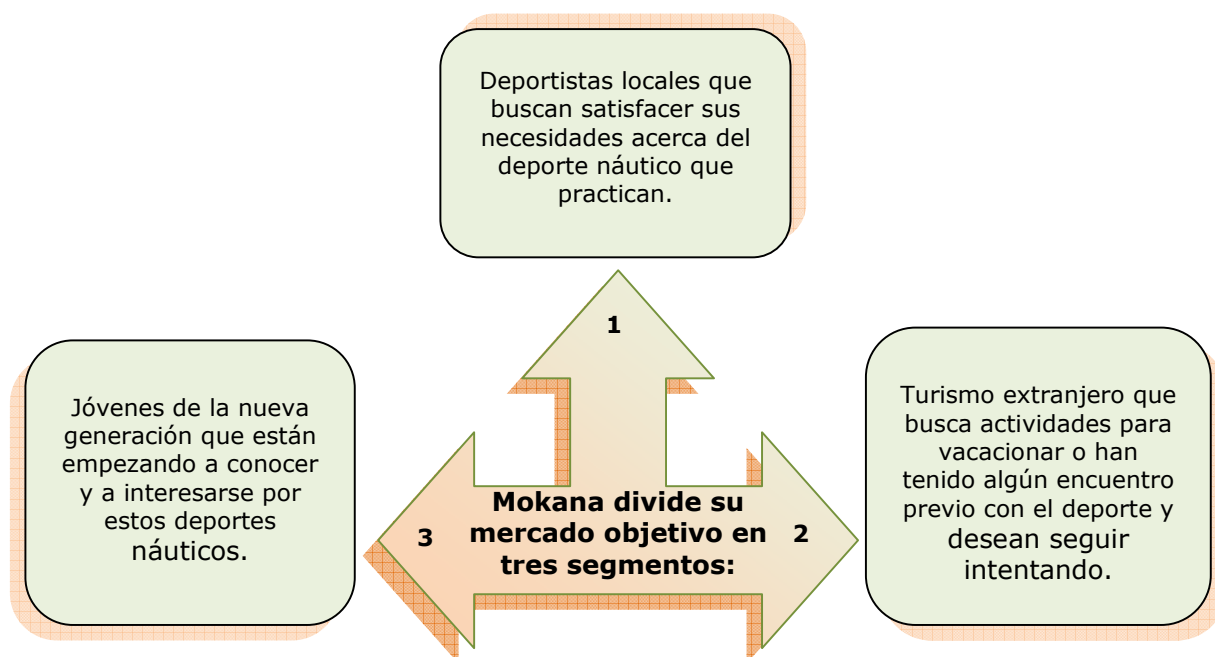 Deportistas locales que
buscan satisfacer sus
necesidades acerca del
deporte náutico que
practican.
1
Jóvenes de la nueva
generación que están
empezando a conocer
y a interesarse por
estos deportes
náuticos.
3
Mokana divide su
mercado objetivo en
tres segmentos:
2
Turismo extranjero que
busca actividades para
vacacionar o han
tenido algún encuentro
previo con el deporte y
desean seguir
intentando.